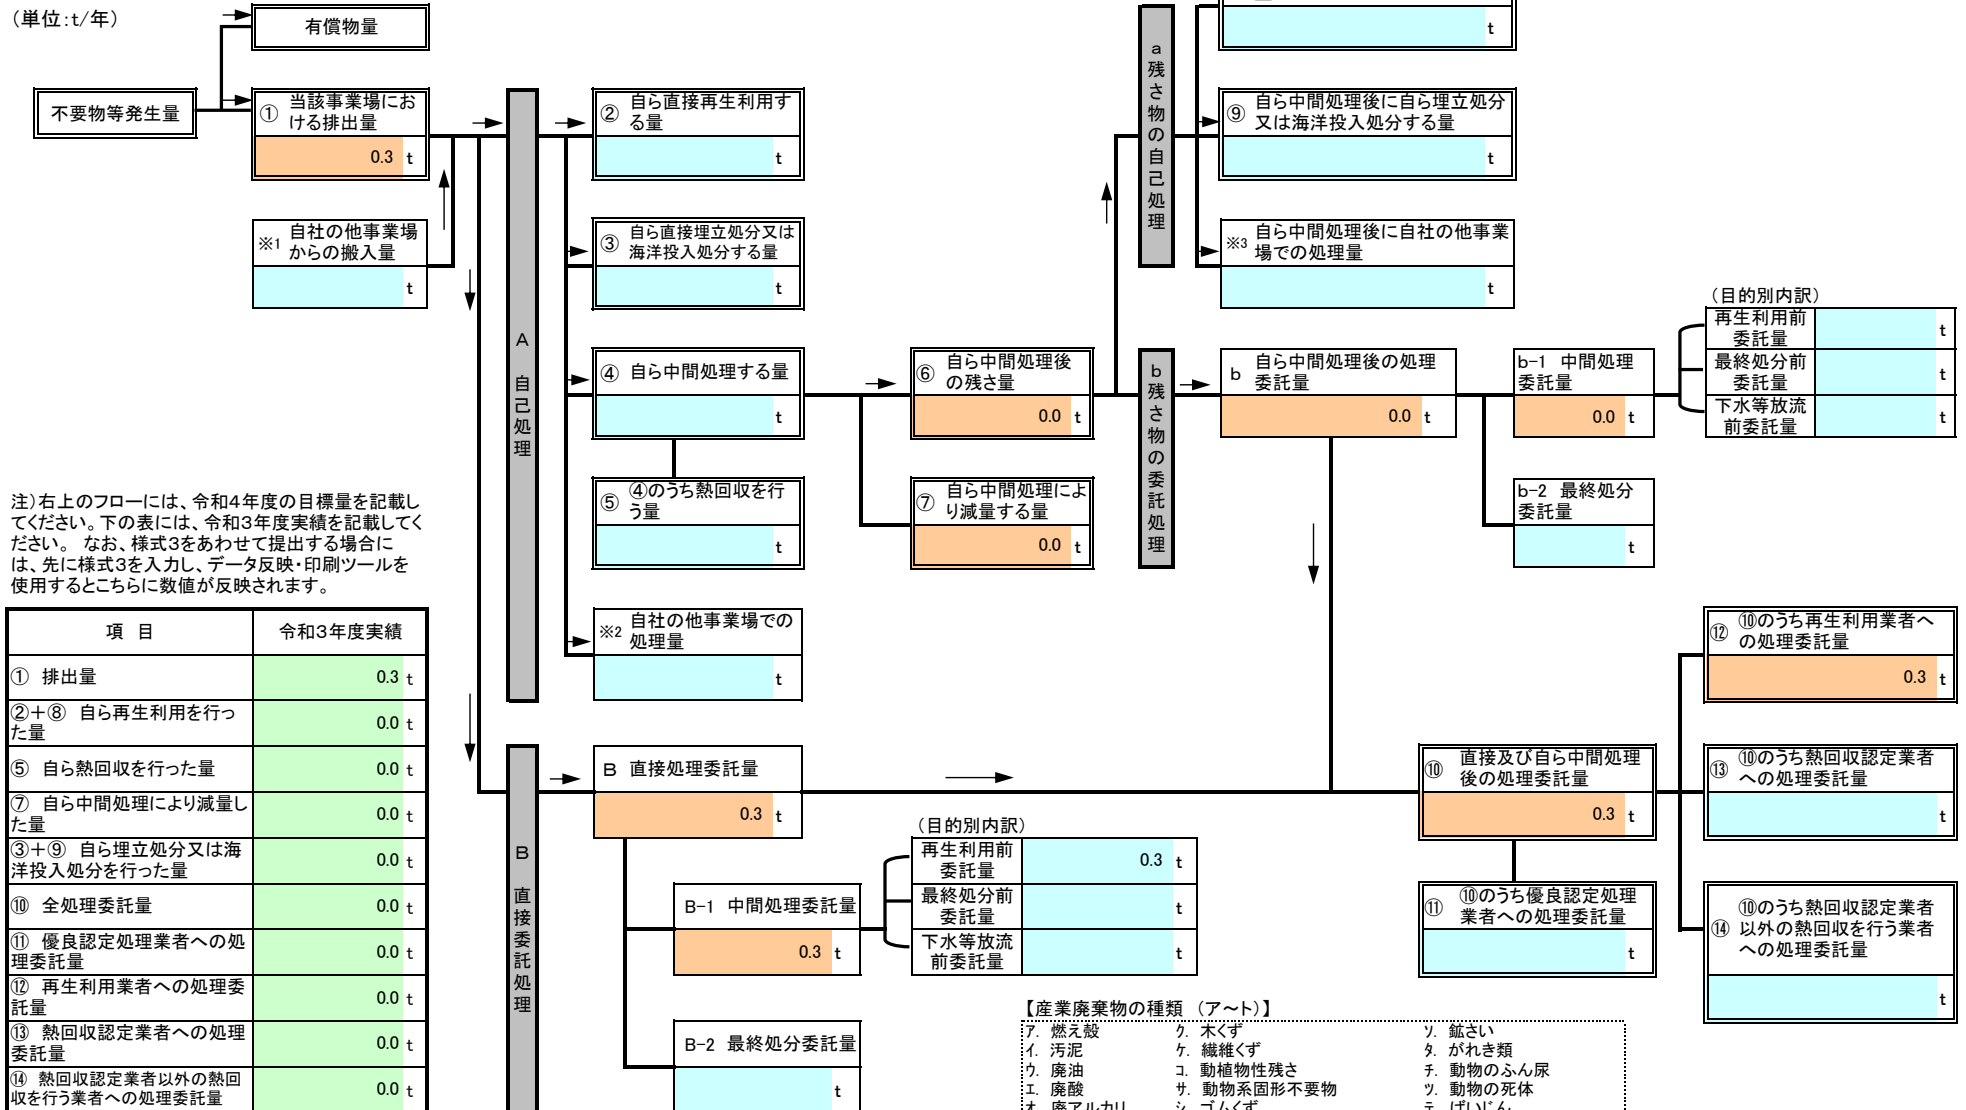 （単位：t/年）
有償物量
t
不要物等発生量
① 当該事業場にお
ける排出量
0.3 t
※1 自社の他事業場
からの搬入量
t
A 自己処理
② 自ら直接再生利用す
る量
t
③ 自ら直接埋立処分又は
海洋投入処分する量
t
④ 自ら中間処理する量
t
⑤ ④のうち熱回収を行
う量
t
※2 自社の他事業場での
処理量
t
⑥ 自ら中間処理後
の残さ量
0.0 t
⑦ 自ら中間処理によ
り減量する量
0.0 t
a 残さ物の自己処理
⑨ 自ら中間処理後に自ら埋立処分
又は海洋投入処分する量
t
※3 自ら中間処理後に自社の他事業
場での処理量
t
b 残さ物の委託処理
b 自ら中間処理後の処理
委託量
0.0 t
b-1 中間処理
委託量
0.0 t
（目的別内訳）
再生利用前
委託量
t
最終処分前
委託量
t
下水等放流
前委託量
t
b-2 最終処分
委託量
t
注）右上のフローには、令和４年度の目標量を記載し
てください。下の表には、令和３年度実績を記載してく
ださい。 なお、様式３をあわせて提出する場合に
は、先に様式３を入力し、データ反映・印刷ツールを
使用するとこちらに数値が反映されます。
項 目 令和３年度実績
① 排出量 0.3 t
②＋⑧ 自ら再生利用を行っ
た量 0.0 t
⑤ 自ら熱回収を行った量 0.0 t
⑦ 自ら中間処理により減量し
た量 0.0 t
③＋⑨ 自ら埋立処分又は海
洋投入処分を行った量 0.0 t
⑩ 全処理委託量 0.0 t
⑪ 優良認定処理業者への処
理委託量 0.0 t
⑫ 再生利用業者への処理委
託量 0.0 t
⑬ 熱回収認定業者への処理
委託量 0.0 t
⑭ 熱回収認定業者以外の熱回
収を行う業者への処理委託量 0.0 t
B 直接委託処理
B 直接処理委託量
0.3 t
B-1 中間処理委託量
0.3 t
（目的別内訳）
再生利用前
委託量
0.3 t
最終処分前
委託量
t
下水等放流
前委託量
t
B-2 最終処分委託量
t
⑩ 直接及び自ら中間処理
後の処理委託量
0.3 t
⑪ ⑩のうち優良認定処理
業者への処理委託量
t
⑫ ⑩のうち再生利用業者へ
の処理委託量
0.3 t
⑬ ⑩のうち熱回収認定業者
への処理委託量
t
⑭ ⑩のうち熱回収認定業者
以外の熱回収を行う業者
への処理委託量
t
【産業廃棄物の種類 （ア～ト）】
ｱ. 燃え殻 ｸ. 木くず ｿ. 鉱さい
ｲ. 汚泥 ｹ. 繊維くず ﾀ. がれき類
ｳ. 廃油 ｺ. 動植物性残さ ﾁ. 動物のふん尿
ｴ. 廃酸 ｻ. 動物系固形不要物 ﾂ. 動物の死体
ｵ. 廃アルカリ ｼ. ゴムくず ﾃ. ばいじん